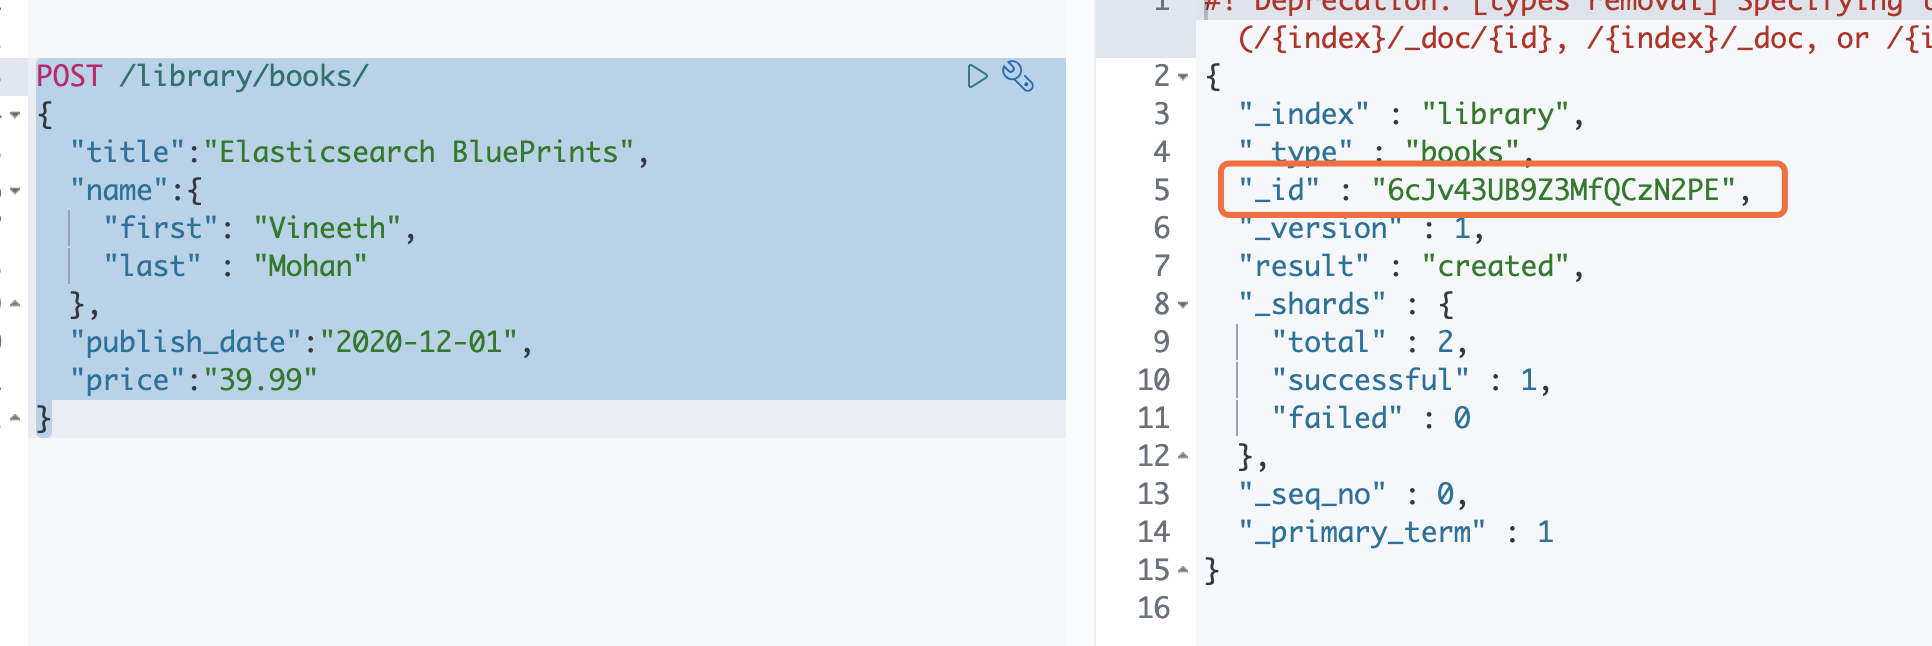 POST /library/books/
{
"title":"Elasticsearch BluePrints",
"name":{
"first": "Vineeth",
"last" : "Mohan"
},
"publish_date":"2020-12-01",
"price":"39.99"
}
1 #! Deprecation: [types removal] Specifying
(/{index}/_doc/{id}, /{index}/_doc, or /{i
2 {
3 "_index" : "library",
4 "_type" : "books",
5 "_id" : "6cJv43UB9Z3MfQCzN2PE",
6 "_version" : 1,
7 "result" : "created",
8 "_shards" : {
9 "total" : 2,
10 "successful" : 1,
11 "failed" : 0
12 },
13 "_seq_no" : 0,
14 "_primary_term" : 1
15 }
16